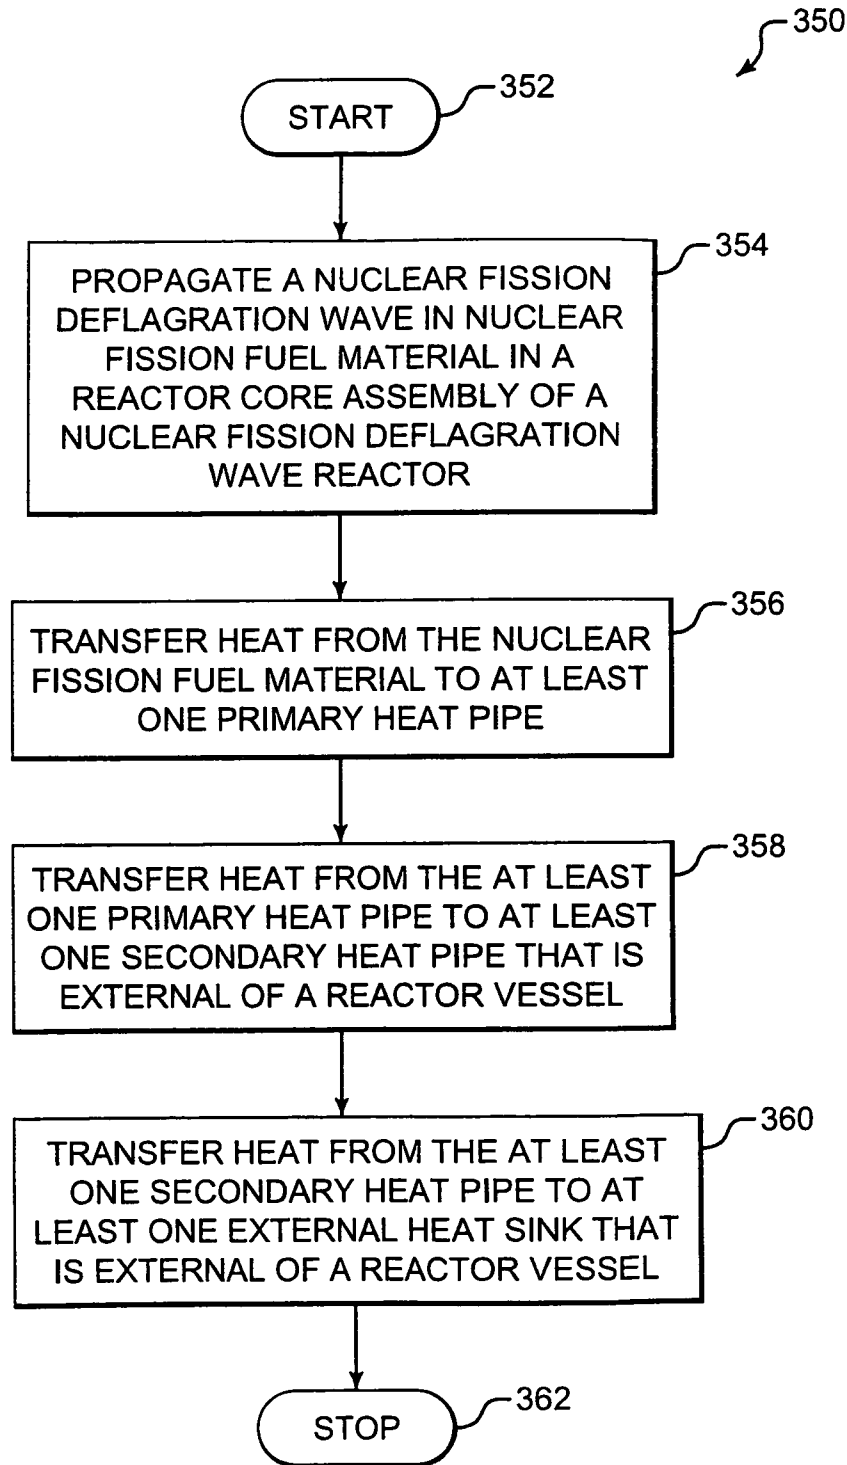 350
352
START
354
PROPAGATE A NUCLEAR FISSION
DEFLAGRATION WAVE IN NUCLEAR
FISSION FUEL MATERIAL IN A
REACTOR CORE ASSEMBLY OF A
NUCLEAR FISSION DEFLAGRATION
WAVE REACTOR
356
TRANSFER HEAT FROM THE NUCLEAR
FISSION FUEL MATERIAL TO AT LEAST
ONE PRIMARY HEAT PIPE
358
TRANSFER HEAT FROM THE AT LEAST
ONE PRIMARY HEAT PIPE TO AT LEAST
ONE SECONDARY HEAT PIPE THAT IS
EXTERNAL OF A REACTOR VESSEL
360
TRANSFER HEAT FROM THE AT LEAST
ONE SECONDARY HEAT PIPE TO AT
LEAST ONE EXTERNAL HEAT SINK THAT
IS EXTERNAL OF A REACTOR VESSEL
362
STOP